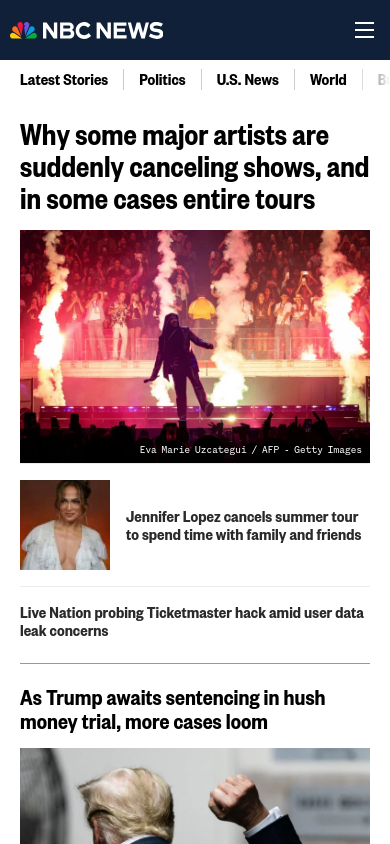 NBC NEWS
Latest Stories
Politics
U.S. News
World
Why some major artists are
suddenly canceling shows, and
in some cases entire tours
Eva Marie Uzcategui / AFP - Getty Images
Jennifer Lopez cancels summer tour
to spend time with family and friends
Live Nation probing Ticketmaster hack amid user data
leak concerns
As Trump awaits sentencing in hush
money trial, more cases loom